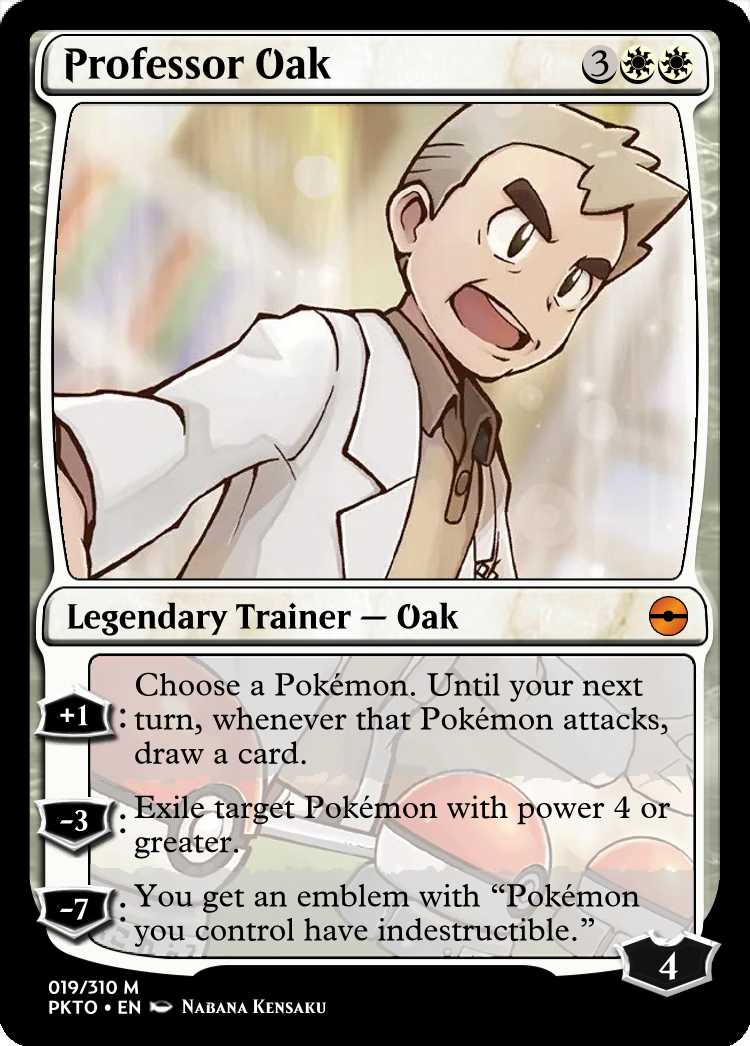 Professor Oak 3
Legendary Trainer — Oak
+1: Choose a Pokémon. Until your next
turn, whenever that Pokémon attacks,
draw a card.
–3: Exile target Pokémon with power 4 or
greater.
–7: You get an emblem with “Pokémon
you control have indestructible.”
4
019/310 M
PKTO • EN Nabana Kensaku